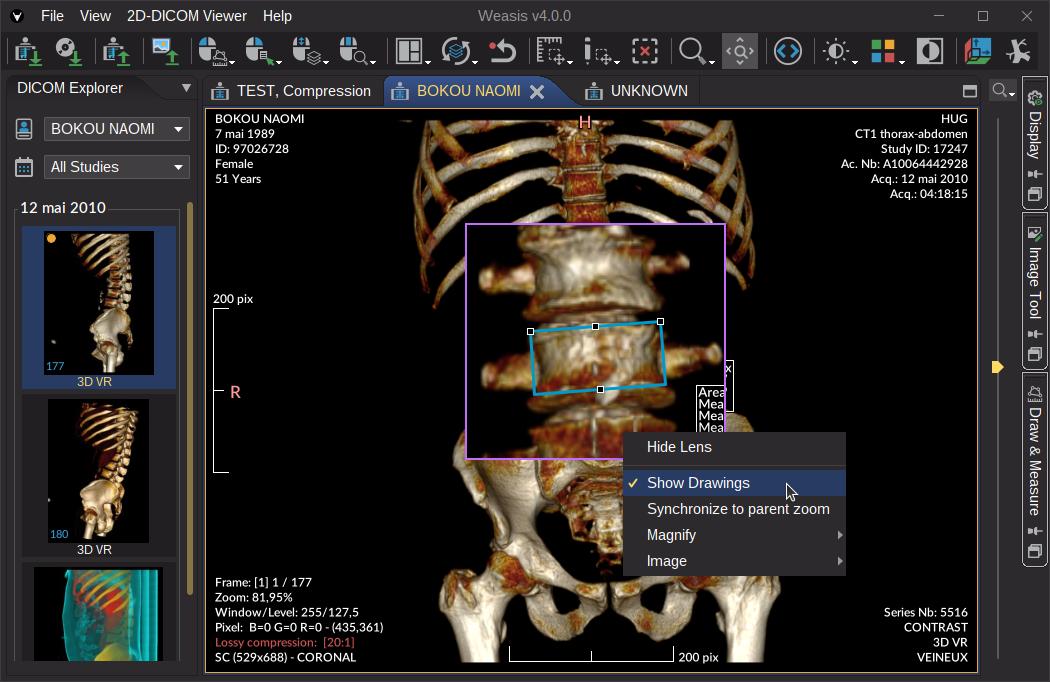 File View 2D-DICOM Viewer Help
Weasis v4.0.0
DICOM Explorer
BOKOU NAOMI
All Studies
12 mai 2010
177
3D VR
180
3D VR
TEST, Compression
BOKOU NAOMI
UNKNOWN
BOKOU NAOMI
7 mai 1989
ID: 97026728
Female
51 Years
H
HUG
CT1 thorax-abdomen
Study ID: 17247
Ac. Nb: A10064442928
Acq.: 12 mai 2010
Acq.: 04:18:15
200 pix
R
x
Area
Mea
Mea
Mea
Hide Lens
Show Drawings
Synchronize to parent zoom
Magnify
Image
Frame: [1] 1 / 177
Zoom: 81,95%
Window/Level: 255/127,5
Pixel: B=0 G=0 R=0 - (435,361)
Lossy compression: [20:1]
SC (529x688) - CORONAL
200 pix
Series Nb: 5516
CONTRAST
3D VR
VEINEUX
Display
Image Tool
Draw & Measure